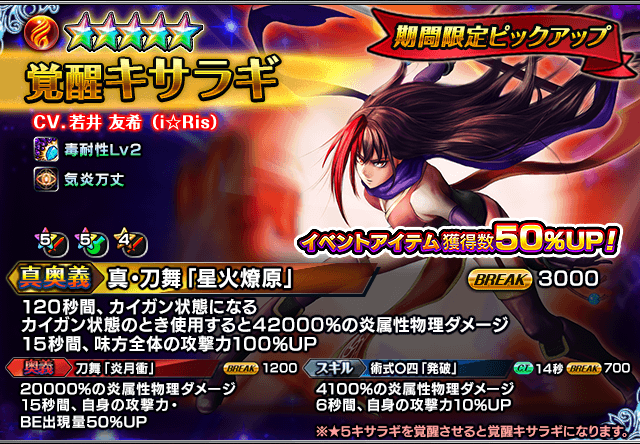 期間限定ピックアップ
覚醒キサラギ
CV.若井 友希（i☆Ris）
毒耐性Lv2
気炎万丈
5 5 4
イベントアイテム獲得数50%UP!
真奥義 真・刀舞「星火燎原」 BREAK 3000
120秒間、カイガン状態になる
カイガン状態のとき使用すると42000%の炎属性物理ダメージ
15秒間、味方全体の攻撃力100%UP
奥義 刀舞「炎月衝」 BREAK 1200
20000%の炎属性物理ダメージ
15秒間、自身の攻撃力・
BE出現量50%UP
スキル 術式〇四「発破」 C.T. 14秒 BREAK 700
4100%の炎属性物理ダメージ
6秒間、自身の攻撃力10%UP
※★5キサラギを覚醒させると覚醒キサラギになります。